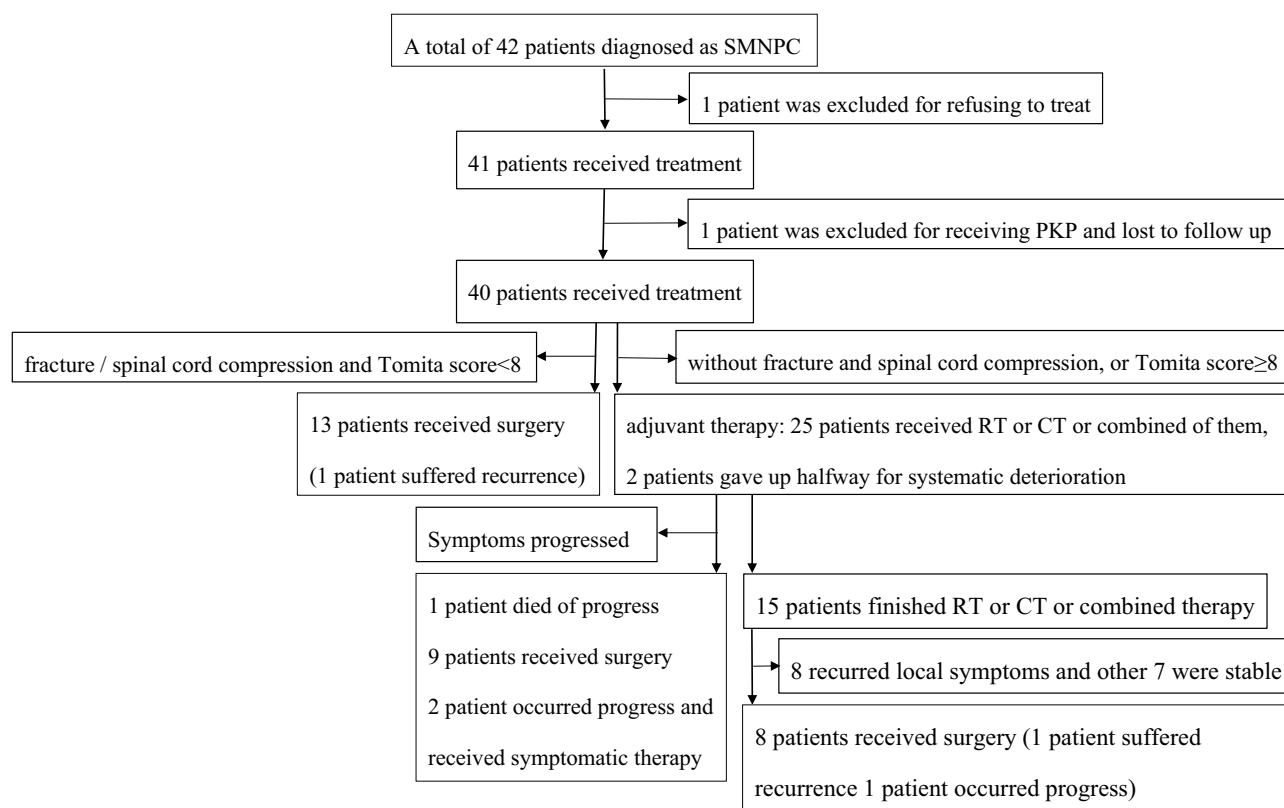 A total of 42 patients diagnosed as SMNPC
1 patient was excluded for refusing to treat
41 patients received treatment
1 patient was excluded for receiving PKP and lost to follow up
40 patients received treatment
fracture / spinal cord compression and Tomita score<8
without fracture and spinal cord compression, or Tomita score≥8
13 patients received surgery
(1 patient suffered recurrence)
adjuvant therapy: 25 patients received RT or CT or combined of them,
2 patients gave up halfway for systematic deterioration
Symptoms progressed
1 patient died of progress
9 patients received surgery
2 patient occurred progress and
received symptomatic therapy
15 patients finished RT or CT or combined therapy
8 recurred local symptoms and other 7 were stable
8 patients received surgery (1 patient suffered
recurrence 1 patient occurred progress)